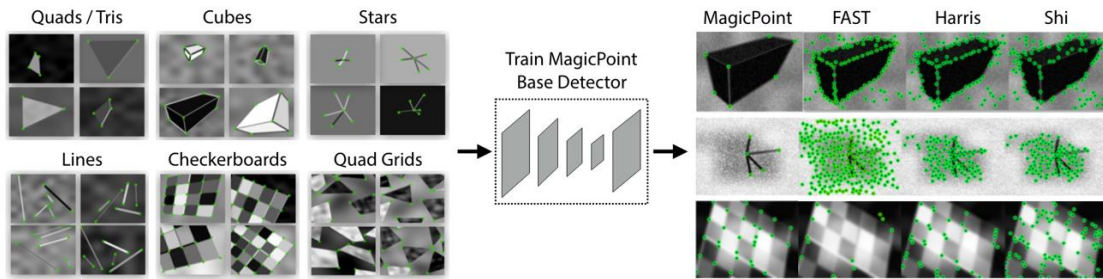 Quads / Tris
Cubes
Stars
Lines
Checkerboards
Quad Grids
Train MagicPoint
Base Detector
MagicPoint
FAST
Harris
Shi